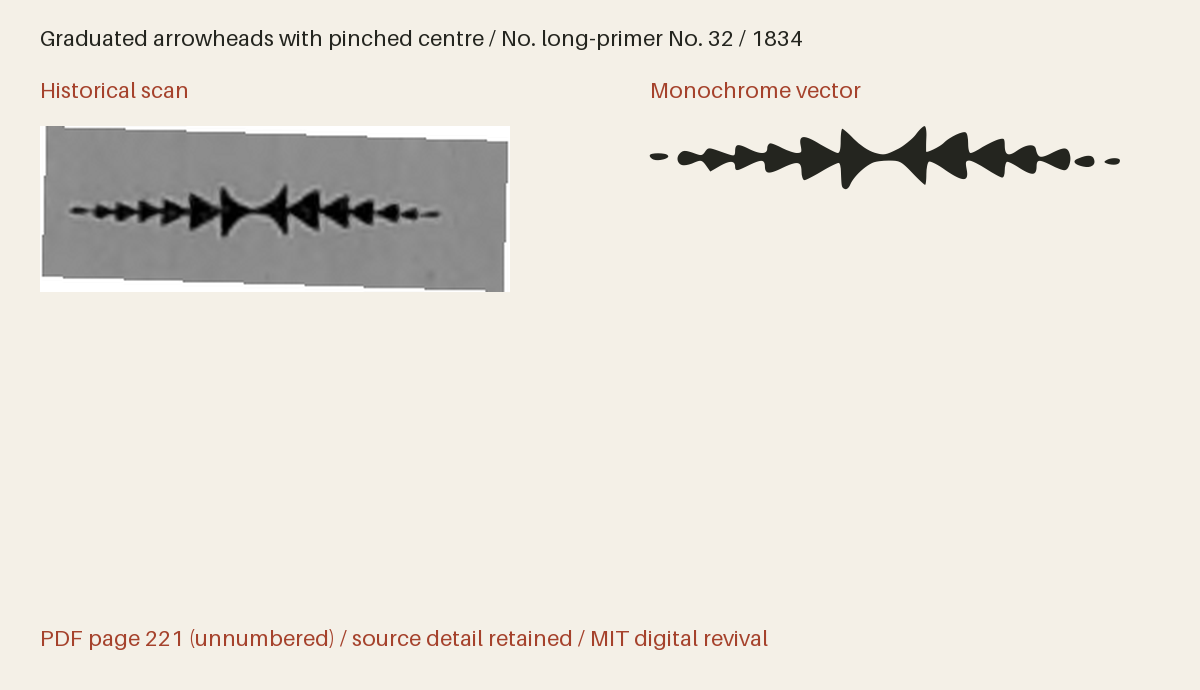 Graduated arrowheads with pinched centre / No. long-primer No. 32 / 1834
Historical scan
Monochrome vector
PDF page 221 (unnumbered) / source detail retained / MIT digital revival